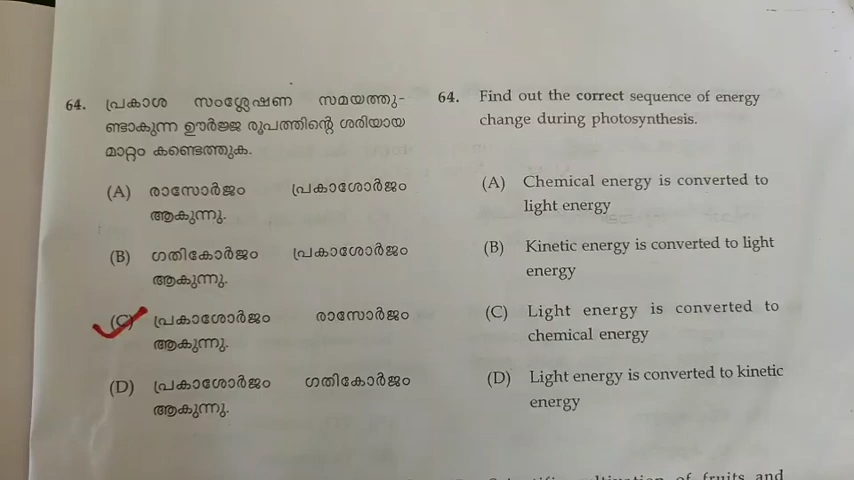 64. പ്രകാശ സംശ്ലേഷണ സമയത്തു-
ണ്ടാകുന്ന ഊർജ്ജ രൂപത്തിന്റെ ശരിയായ
മാറ്റം കണ്ടെത്തുക.
(A) രാസോർജം പ്രകാശോർജം
ആകുന്നു.
(B) ഗതികോർജം പ്രകാശോർജം
ആകുന്നു.
(C) പ്രകാശോർജം രാസോർജം
ആകുന്നു.
(D) പ്രകാശോർജം ഗതികോർജം
ആകുന്നു.
64. Find out the correct sequence of energy
change during photosynthesis.
(A) Chemical energy is converted to
light energy
(B) Kinetic energy is converted to light
energy
(C) Light energy is converted to
chemical energy
(D) Light energy is converted to kinetic
energy
of fruits and